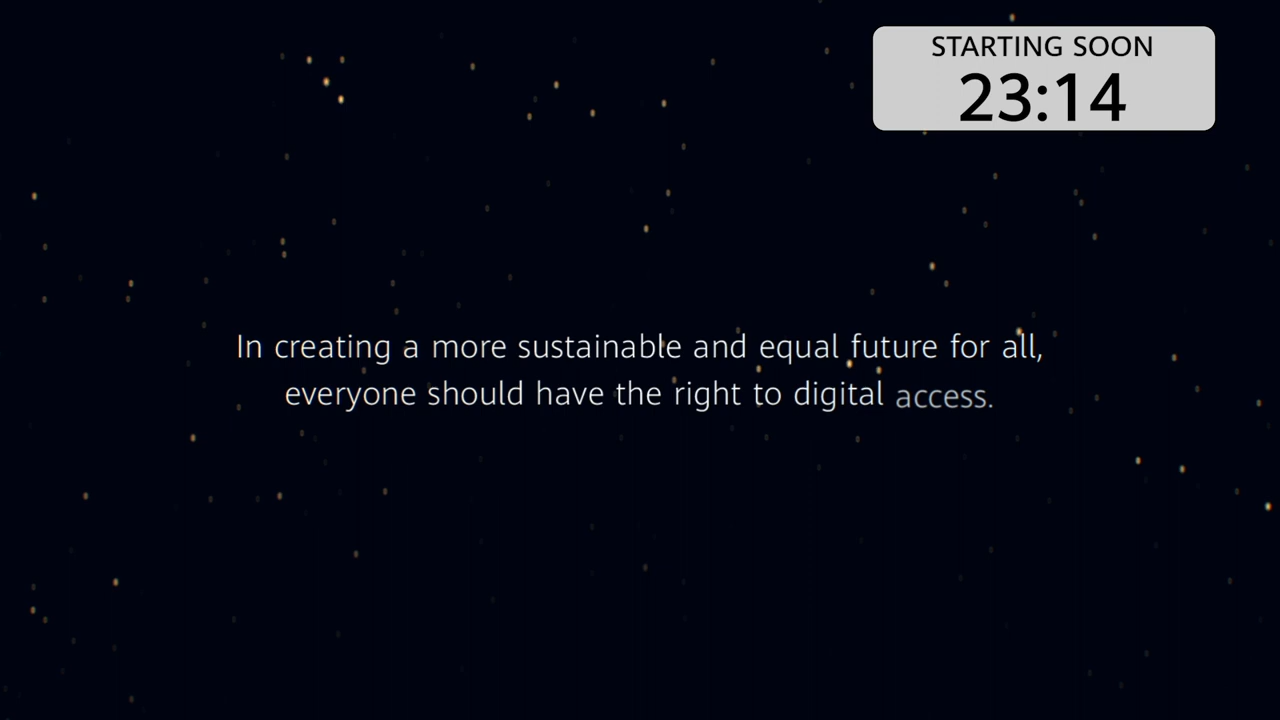 STARTING SOON
23:14
In creating a more sustainable and equal future for all,
everyone should have the right to digital access.